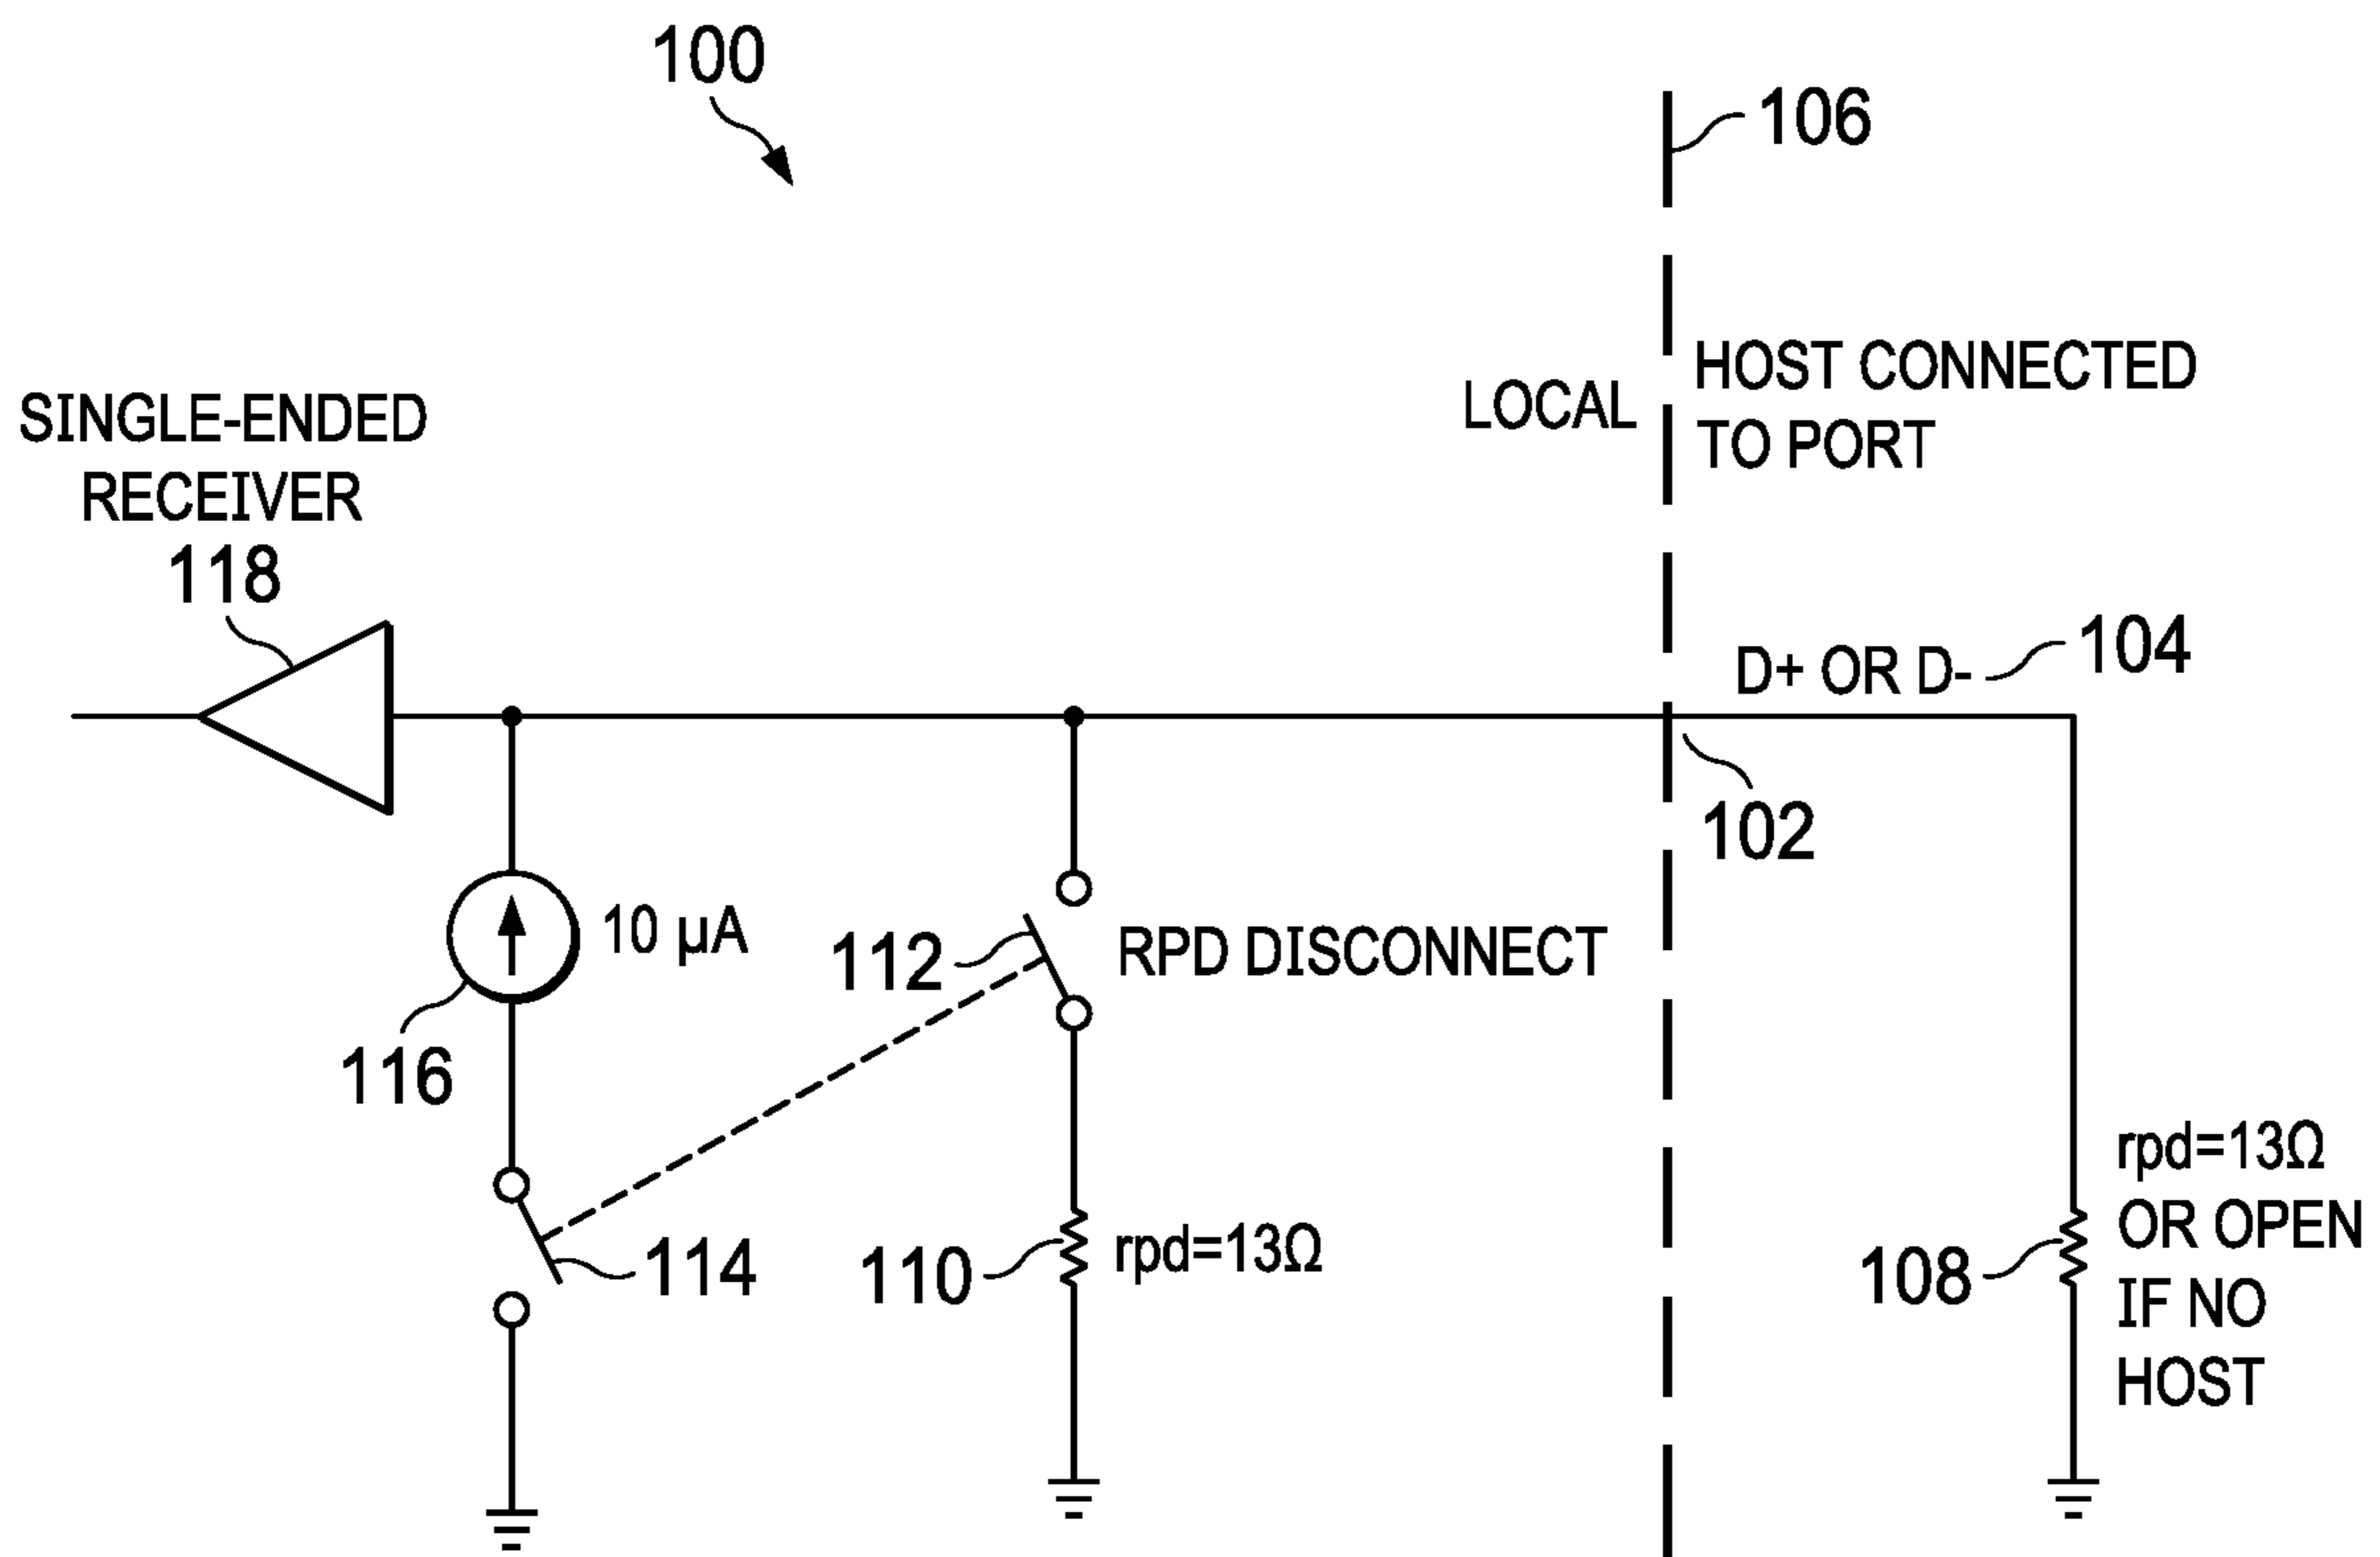 100
106
HOST CONNECTED
TO PORT
LOCAL
SINGLE-ENDED
RECEIVER
118
D+ OR D-
104
102
10 µA
112
RPD DISCONNECT
116
114
110
rpd=13Ω
108
rpd=13Ω
OR OPEN
IF NO
HOST